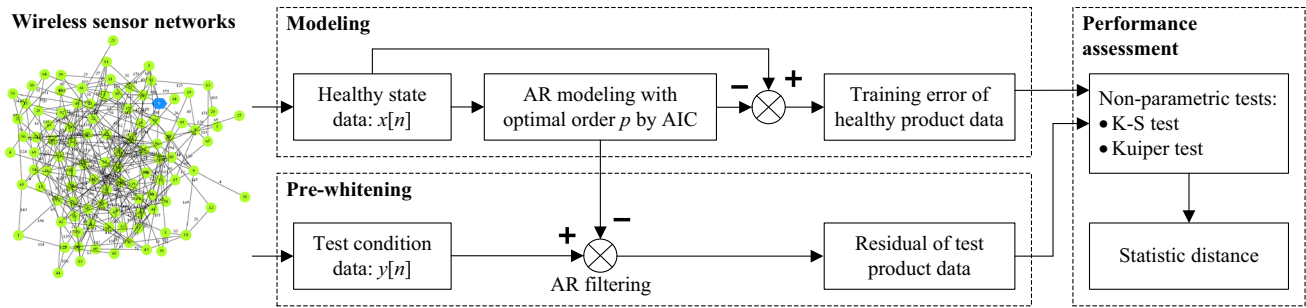 Wireless sensor networks
Modeling
Healthy state
data: x[n]
AR modeling with
optimal order p by AIC
−
+
Training error of
healthy product data
Pre-whitening
Test condition
data: y[n]
+
−
AR filtering
Residual of test
product data
Performance
assessment
Non-parametric tests:
• K-S test
• Kuiper test
Statistic distance